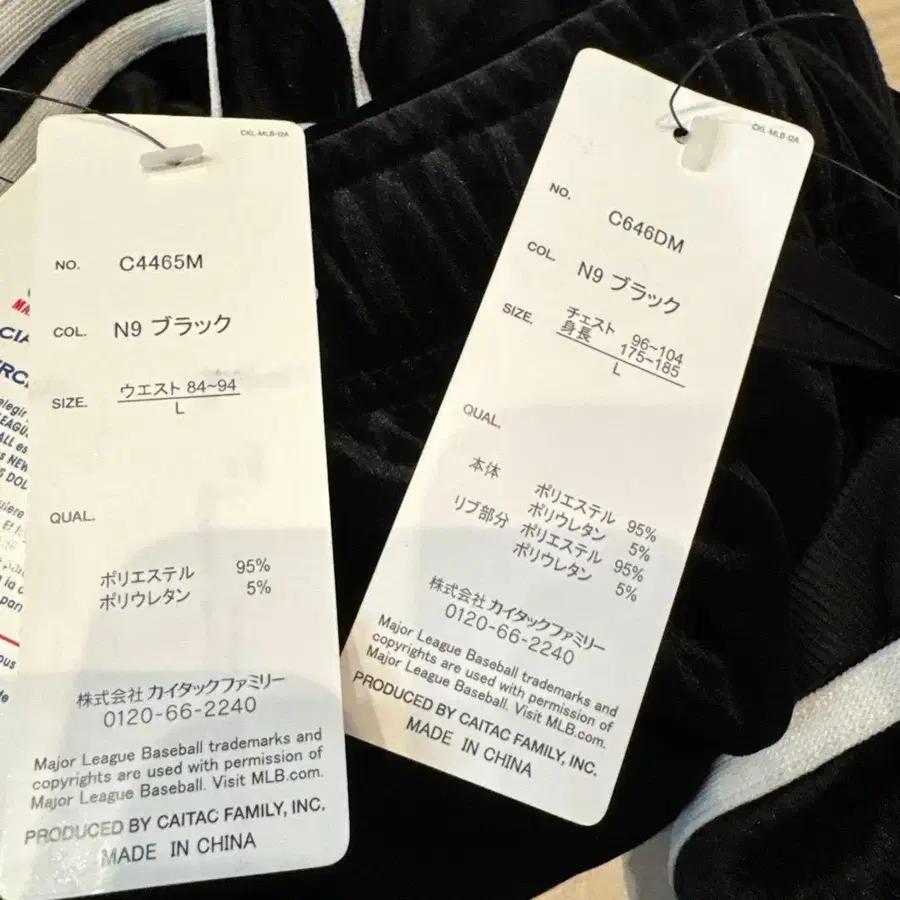 CKL-MLB-12A
NO. C4465M
COL. N9 ブラック
SIZE. ウエスト 84~94
L
QUAL.
ポリエステル 95%
ポリウレタン 5%
株式会社 カイタックファミリー
0120-66-2240
Major League Baseball trademarks and
copyrights are used with permission of
Major League Baseball. Visit MLB.com.
PRODUCED BY CAITAC FAMILY, INC.
MADE IN CHINA
CKL-MLB-12A
NO. C646DM
COL. N9 ブラック
SIZE. チェスト 96~104
身長 175~185
L
QUAL.
本体 ポリエステル 95%
ポリウレタン 5%
リブ部分 ポリエステル 95%
ポリウレタン 5%
株式会社 カイタックファミリー
0120-66-2240
Major League Baseball trademarks and
copyrights are used with permission of
Major League Baseball. Visit MLB.com.
PRODUCED BY CAITAC FAMILY, INC.
MADE IN CHINA